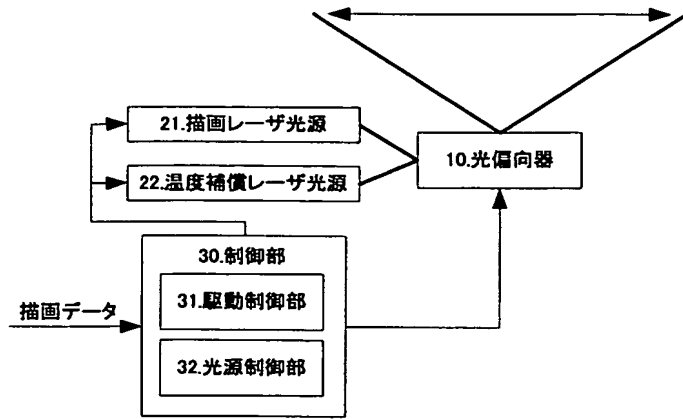 21.描画レーザ光源
10.光偏向器
22.温度補償レーザ光源
30.制御部
31.駆動制御部
描画データ
32.光源制御部